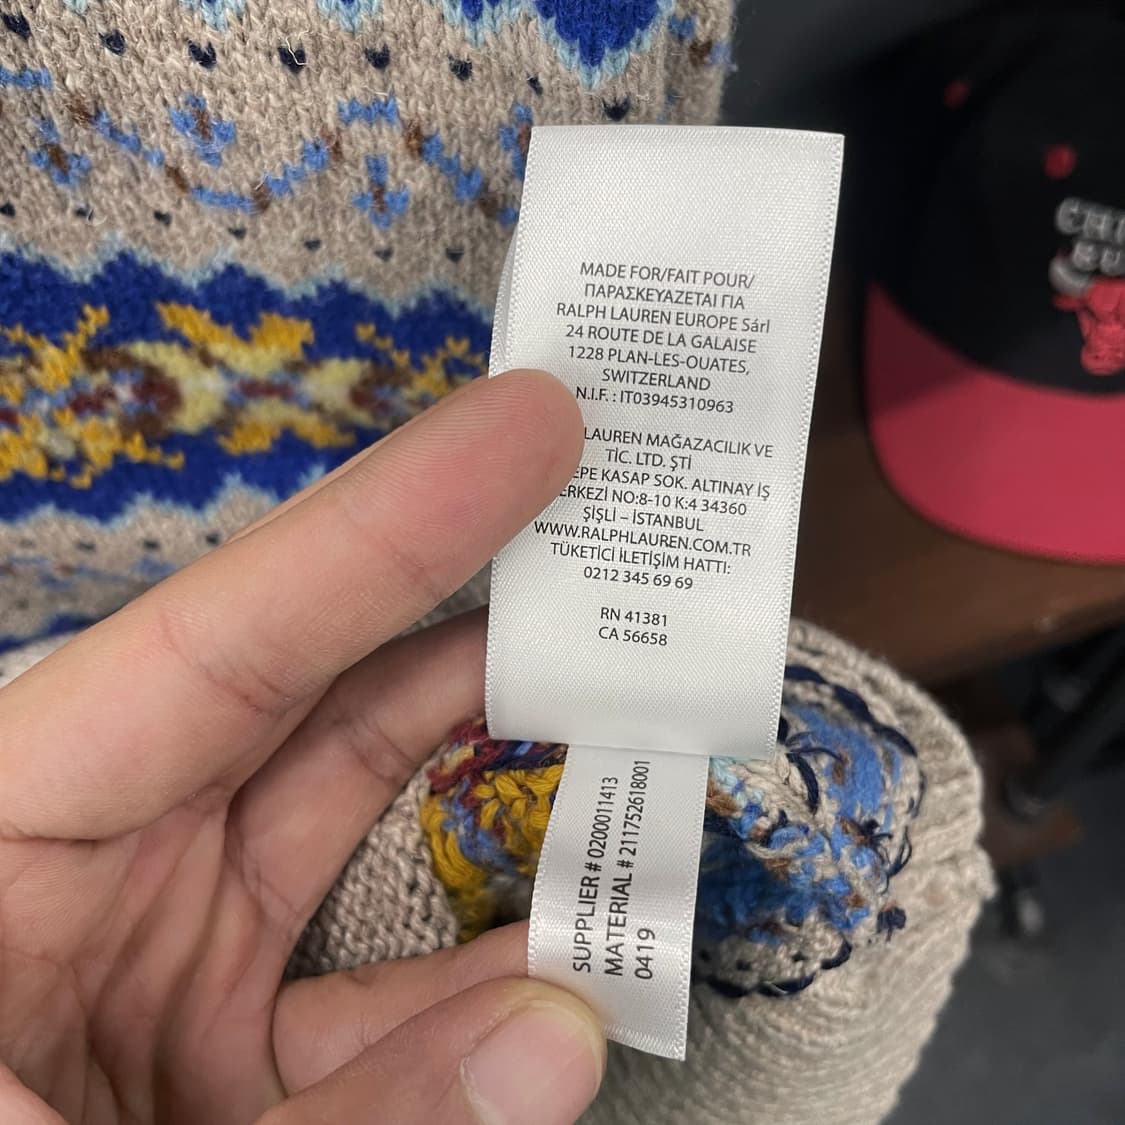 MADE FOR/FAIT POUR/
ΠΑΡΑΣΚΕΥΑΖΕΤΑΙ ΓΙΑ
RALPH LAUREN EUROPE Sárl
24 ROUTE DE LA GALAISE
1228 PLAN-LES-OUATES,
SWITZERLAND
N.I.F. : IT03945310963
LAUREN MAĞAZACILIK VE
TİC. LTD. ŞTİ
KASAP SOK. ALTINAY İŞ
NO:8-10 K:4 34360
ŞİŞLİ – İSTANBUL
WWW.RALPHLAUREN.COM.TR
TÜKETİCİ İLETİŞİM HATTI:
0212 345 69 69
RN 41381
CA 56658
SUPPLIER # 0200011413
MATERIAL # 211752618001
0419